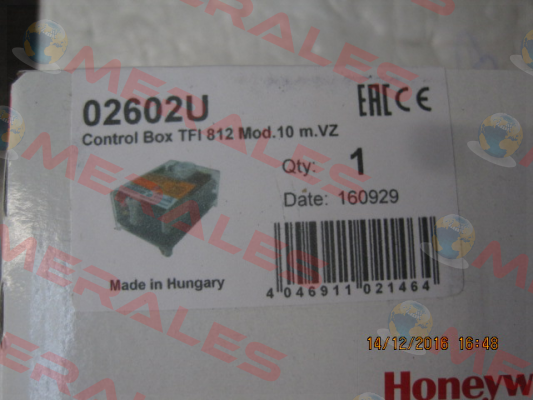 02602U
Control Box TFI 812 Mod.10 m.VZ
EAC CE
Qty: 1
Date: 160929
Made in Hungary
4 046911 021464
14/12/2016 16:48
Honeyw
EMERALES